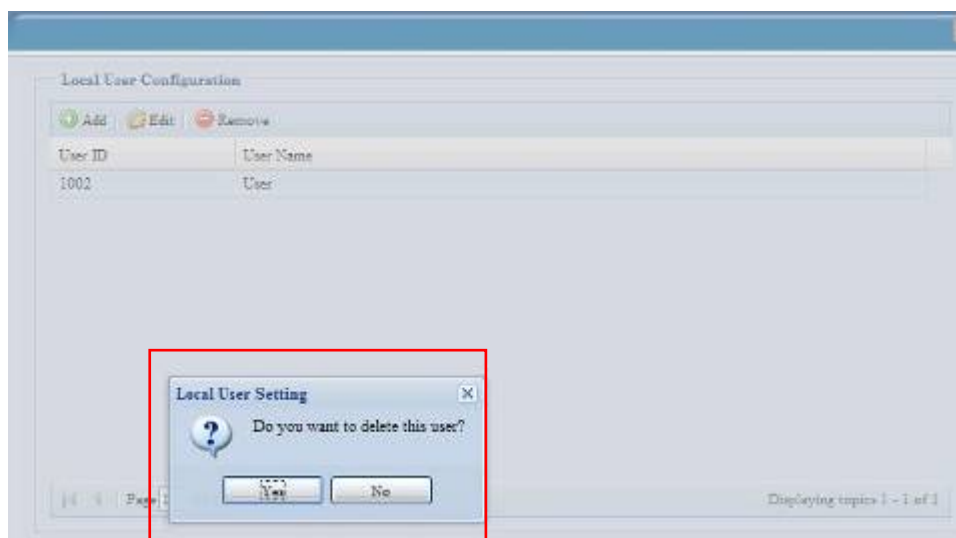 Local User Configuration
Add Edit Remove
User ID User Name
1002 User
Local User Setting
Do you want to delete this user?
Yes No
Page Displaying topics 1 - 1 of 1